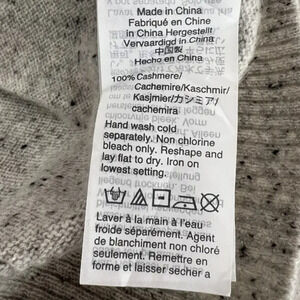 Made in China
Fabriqué en Chine
in China Hergestellt
Vervaardigd in China
中国製
Hecho en China
100% Cashmere/
Cachemire/Kaschmir/
Kasjmier/カシミア/
cachemira
Hand wash cold
separately. Non chlorine
bleach only. Reshape and
lay flat to dry. Iron on
lowest setting.
Laver à la main à l'eau
froide séparément. Agent
de blanchiment non chloré
seulement. Remettre en
forme et laisser sécher a